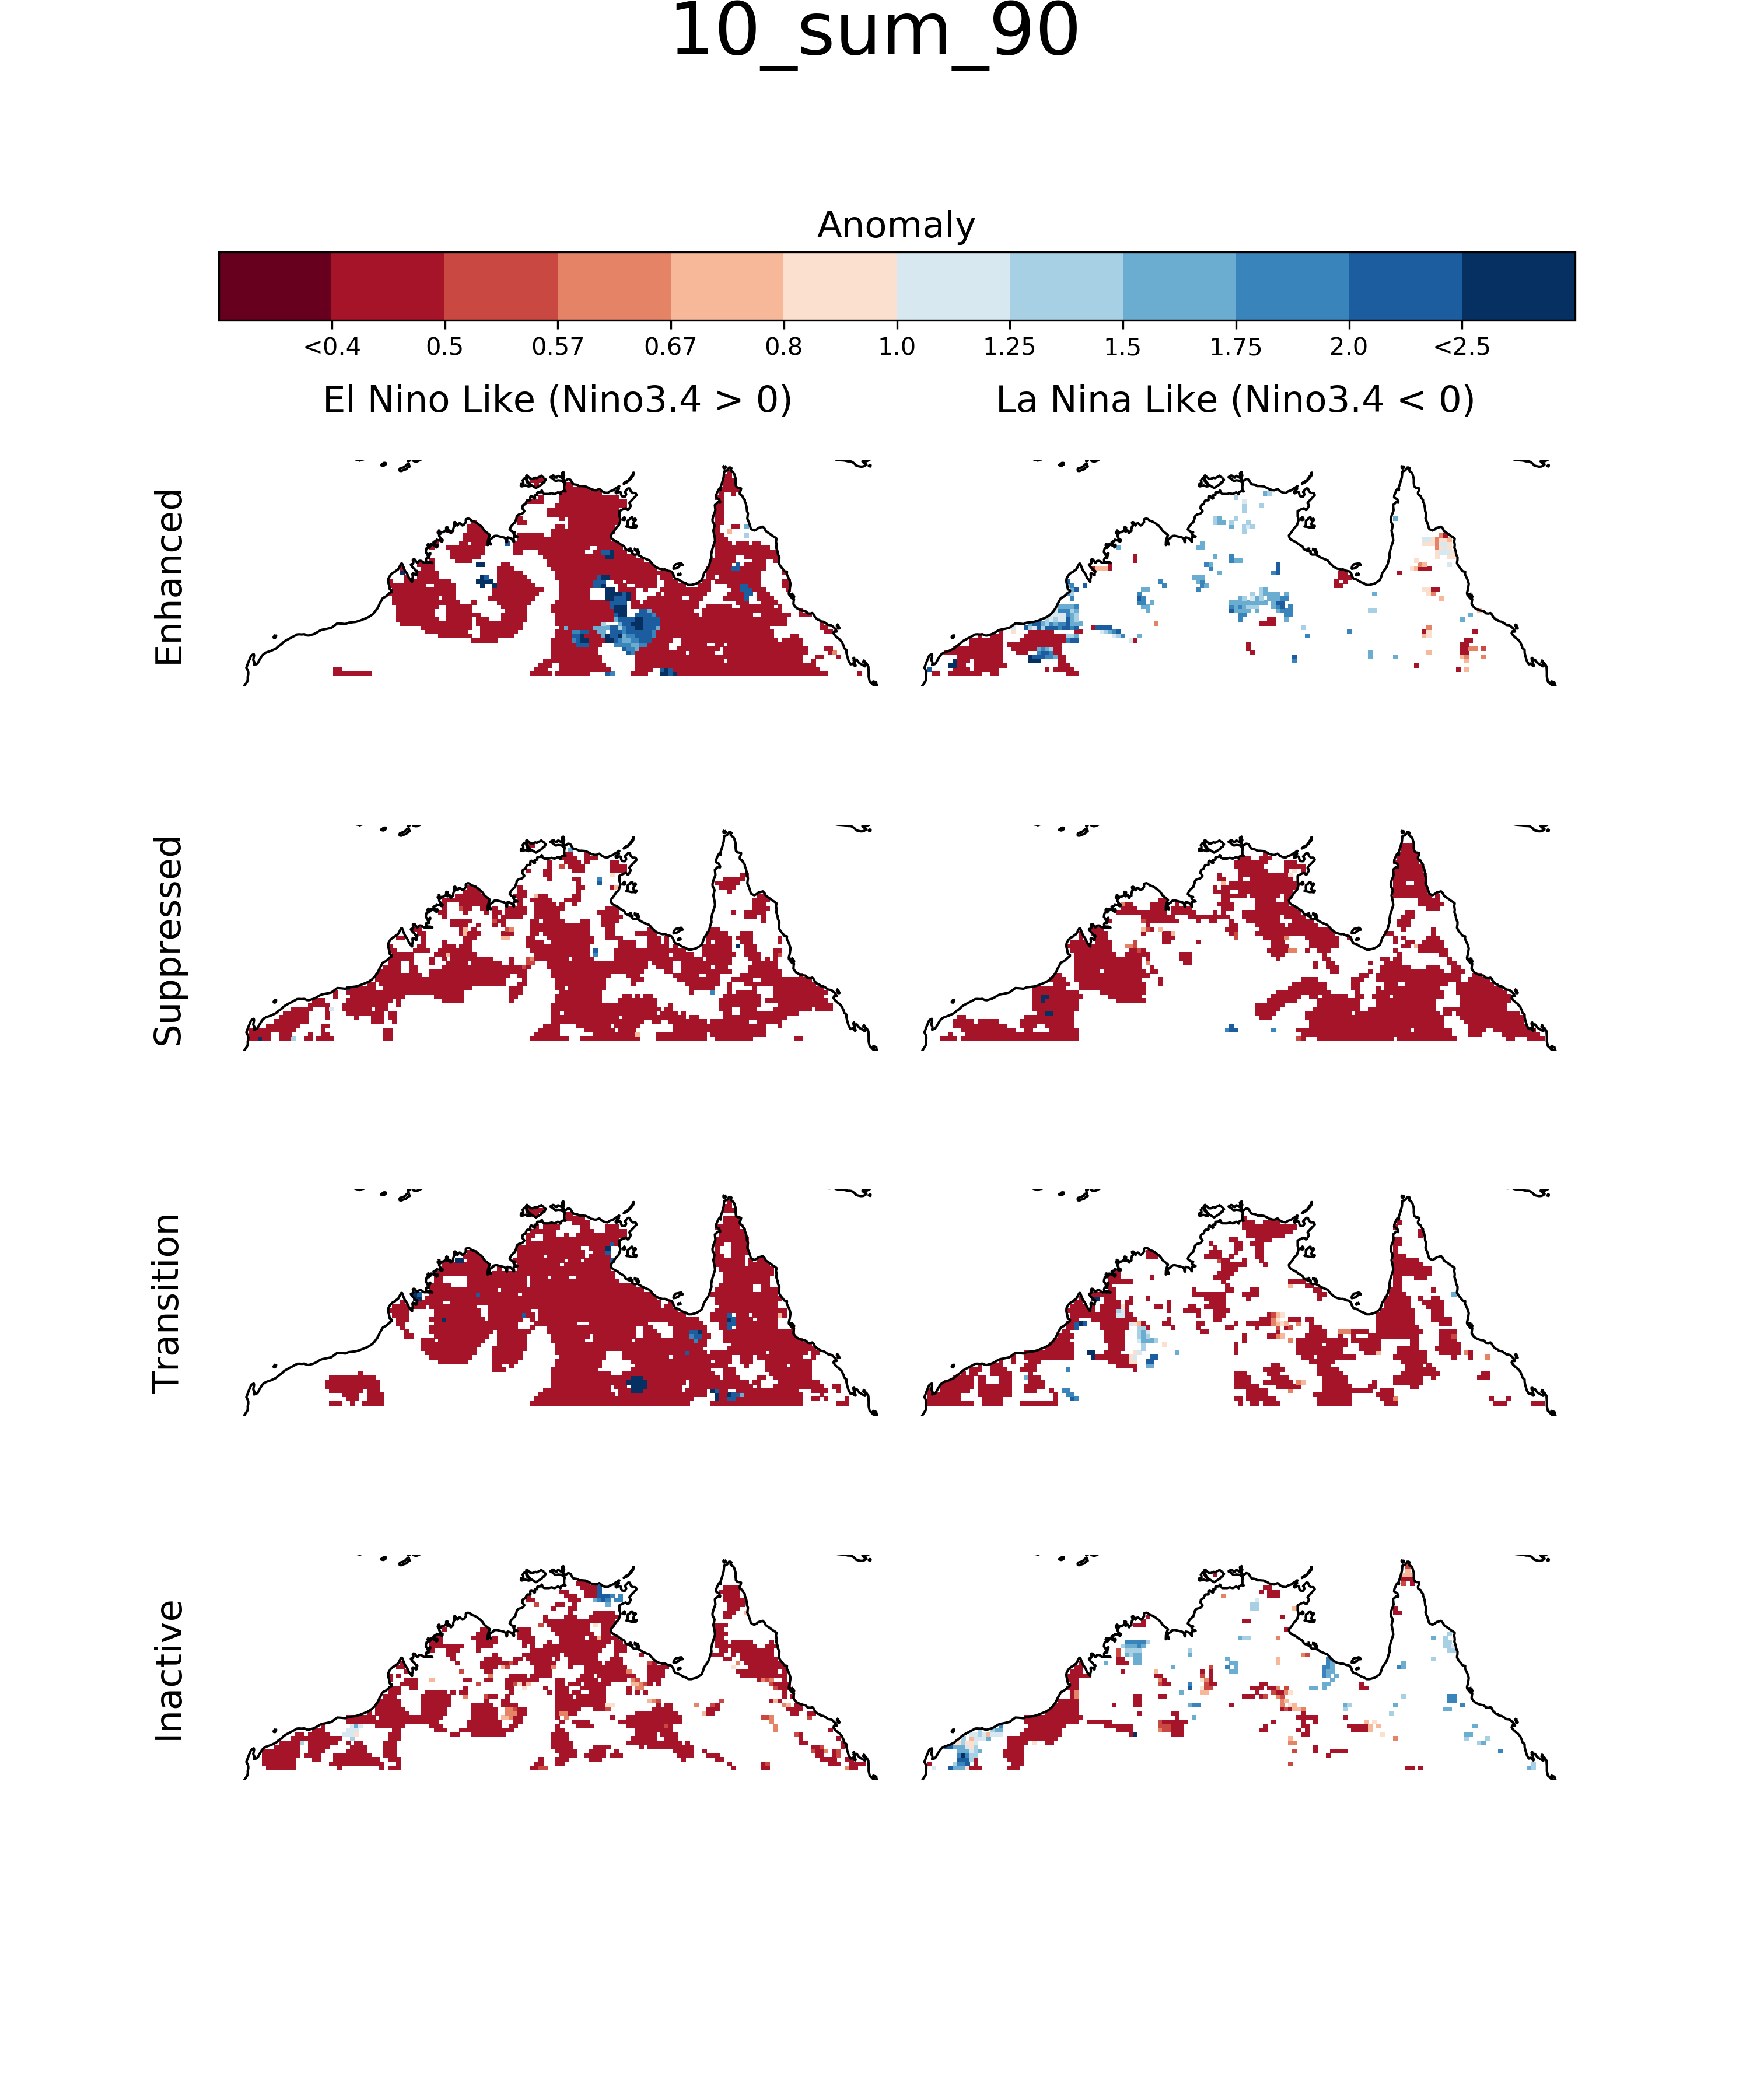 10_sum_90
Anomaly
<0.4 0.5 0.57 0.67 0.8 1.0 1.25 1.5 1.75 2.0 <2.5
El Nino Like (Nino3.4 > 0) La Nina Like (Nino3.4 < 0)
Enhanced
Suppressed
Transition
Inactive